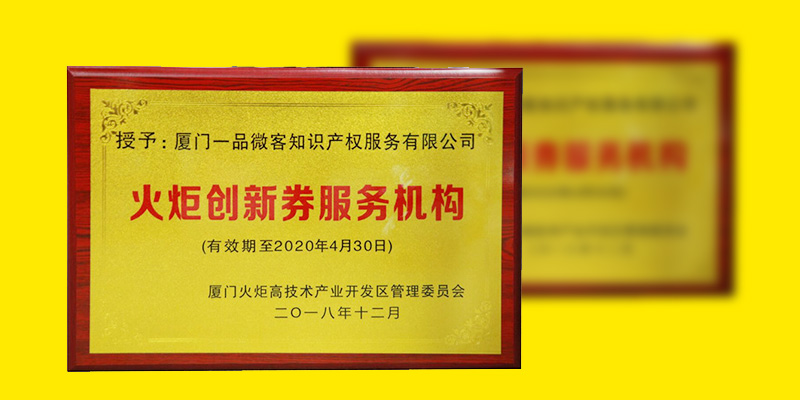 授予：厦门一品微客知识产权服务有限公司
火炬创新券服务机构
(有效期至2020年4月30日)
厦门火炬高技术产业开发区管理委员会
二〇一八年十二月